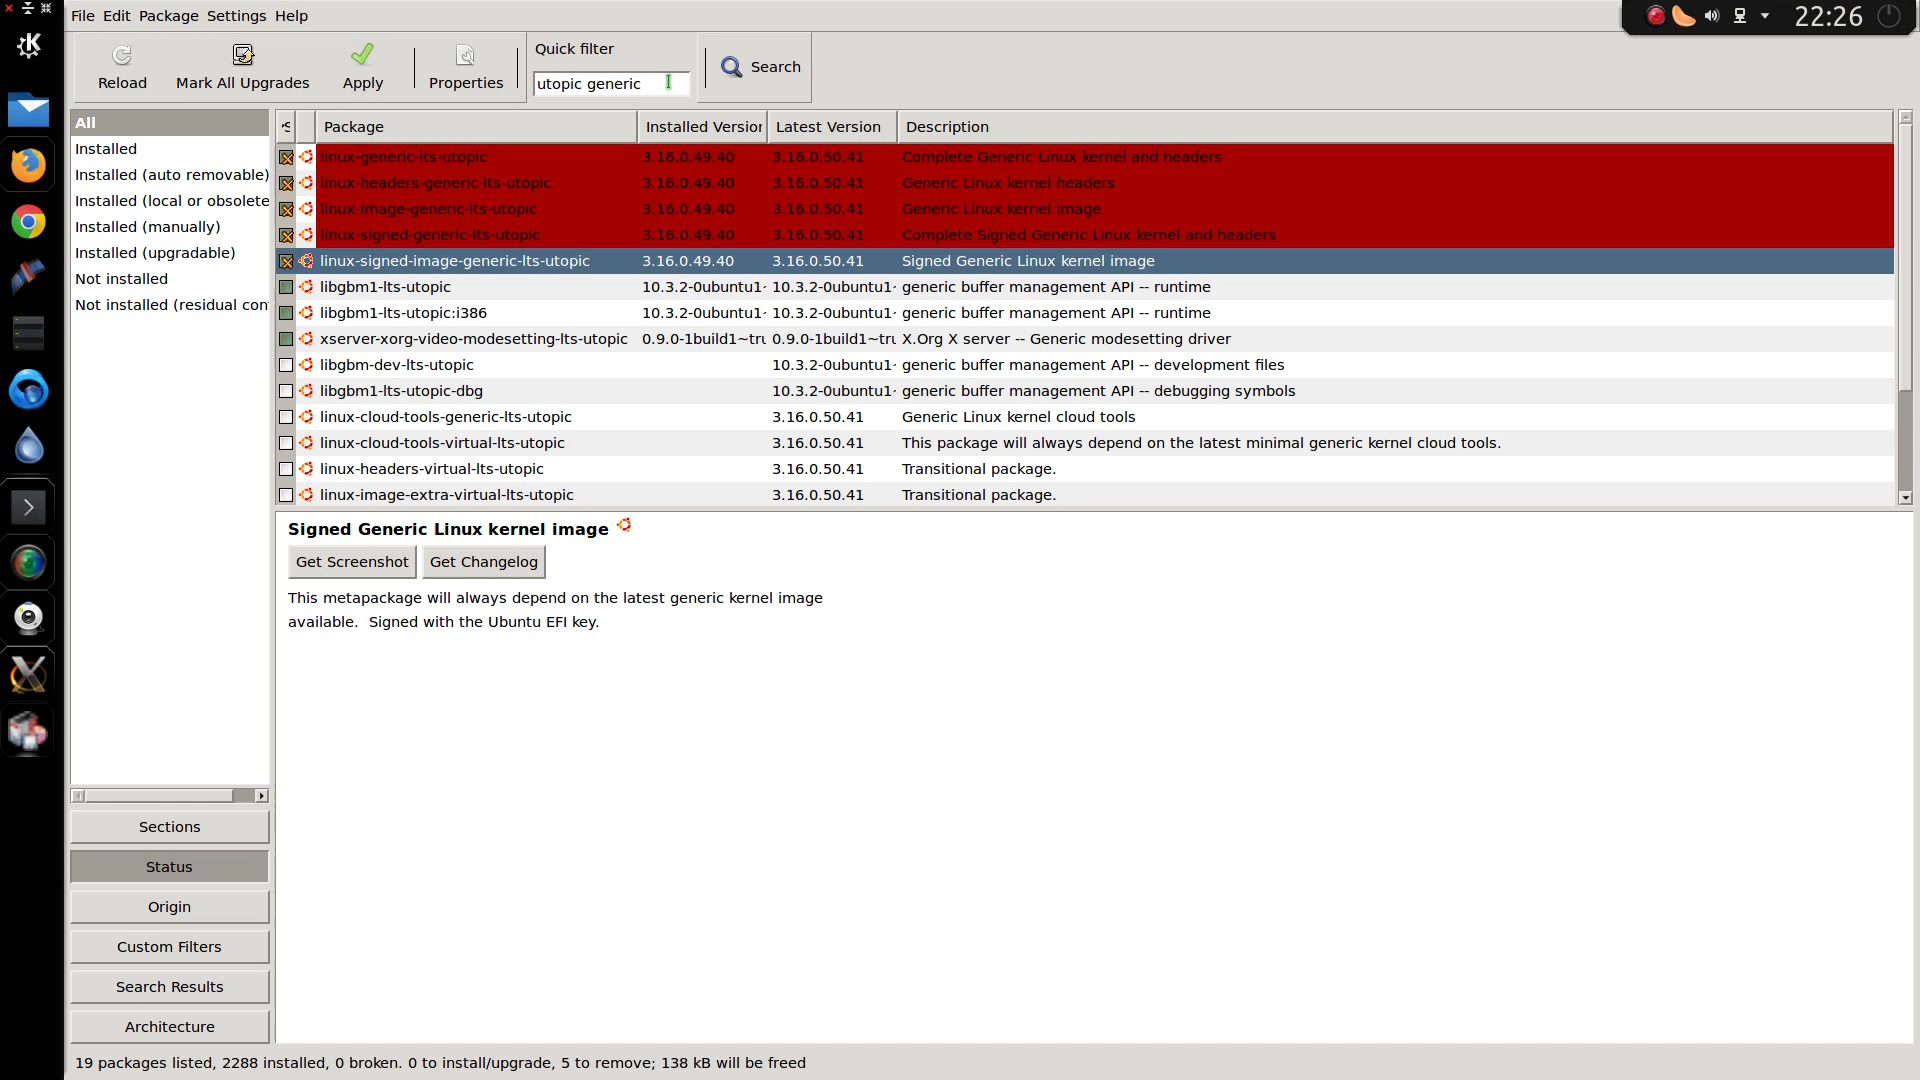 File Edit Package Settings Help
22:26
Reload
Mark All Upgrades
Apply
Properties
Quick filter
utopic generic
Search
All
Installed
Installed (auto removable)
Installed (local or obsolete
Installed (manually)
Installed (upgradable)
Not installed
Not installed (residual con
S Package Installed Version Latest Version Description
linux-generic-lts-utopic 3.16.0.49.40 3.16.0.50.41 Complete Generic Linux kernel and headers
linux-headers-generic-lts-utopic 3.16.0.49.40 3.16.0.50.41 Generic Linux kernel headers
linux-image-generic-lts-utopic 3.16.0.49.40 3.16.0.50.41 Generic Linux kernel image
linux-signed-generic-lts-utopic 3.16.0.49.40 3.16.0.50.41 Complete Signed Generic Linux kernel and headers
linux-signed-image-generic-lts-utopic 3.16.0.49.40 3.16.0.50.41 Signed Generic Linux kernel image
libgbm1-lts-utopic 10.3.2-0ubuntu1~ 10.3.2-0ubuntu1~ generic buffer management API -- runtime
libgbm1-lts-utopic:i386 10.3.2-0ubuntu1~ 10.3.2-0ubuntu1~ generic buffer management API -- runtime
xserver-xorg-video-modesetting-lts-utopic 0.9.0-1build1~tru 0.9.0-1build1~tru X.Org X server -- Generic modesetting driver
libgbm-dev-lts-utopic 10.3.2-0ubuntu1~ generic buffer management API -- development files
libgbm1-lts-utopic-dbg 10.3.2-0ubuntu1~ generic buffer management API -- debugging symbols
linux-cloud-tools-generic-lts-utopic 3.16.0.50.41 Generic Linux kernel cloud tools
linux-cloud-tools-virtual-lts-utopic 3.16.0.50.41 This package will always depend on the latest minimal generic kernel cloud tools.
linux-headers-virtual-lts-utopic 3.16.0.50.41 Transitional package.
linux-image-extra-virtual-lts-utopic 3.16.0.50.41 Transitional package.
Signed Generic Linux kernel image
Get Screenshot Get Changelog
This metapackage will always depend on the latest generic kernel image
available. Signed with the Ubuntu EFI key.
Sections
Status
Origin
Custom Filters
Search Results
Architecture
19 packages listed, 2288 installed, 0 broken. 0 to install/upgrade, 5 to remove; 138 kB will be freed